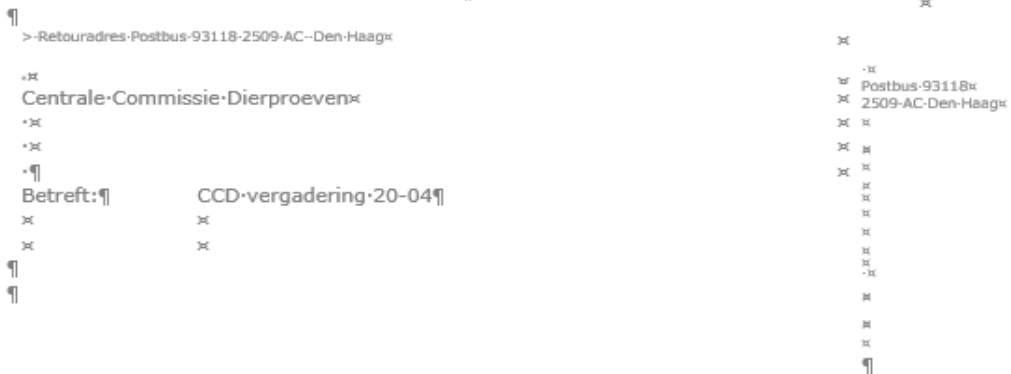 > Retouradres Postbus 93118 2509 AC  Den Haag
Centrale Commissie Dierproeven
Betreft: CCD vergadering 20-04
Postbus 93118
2509 AC Den Haag